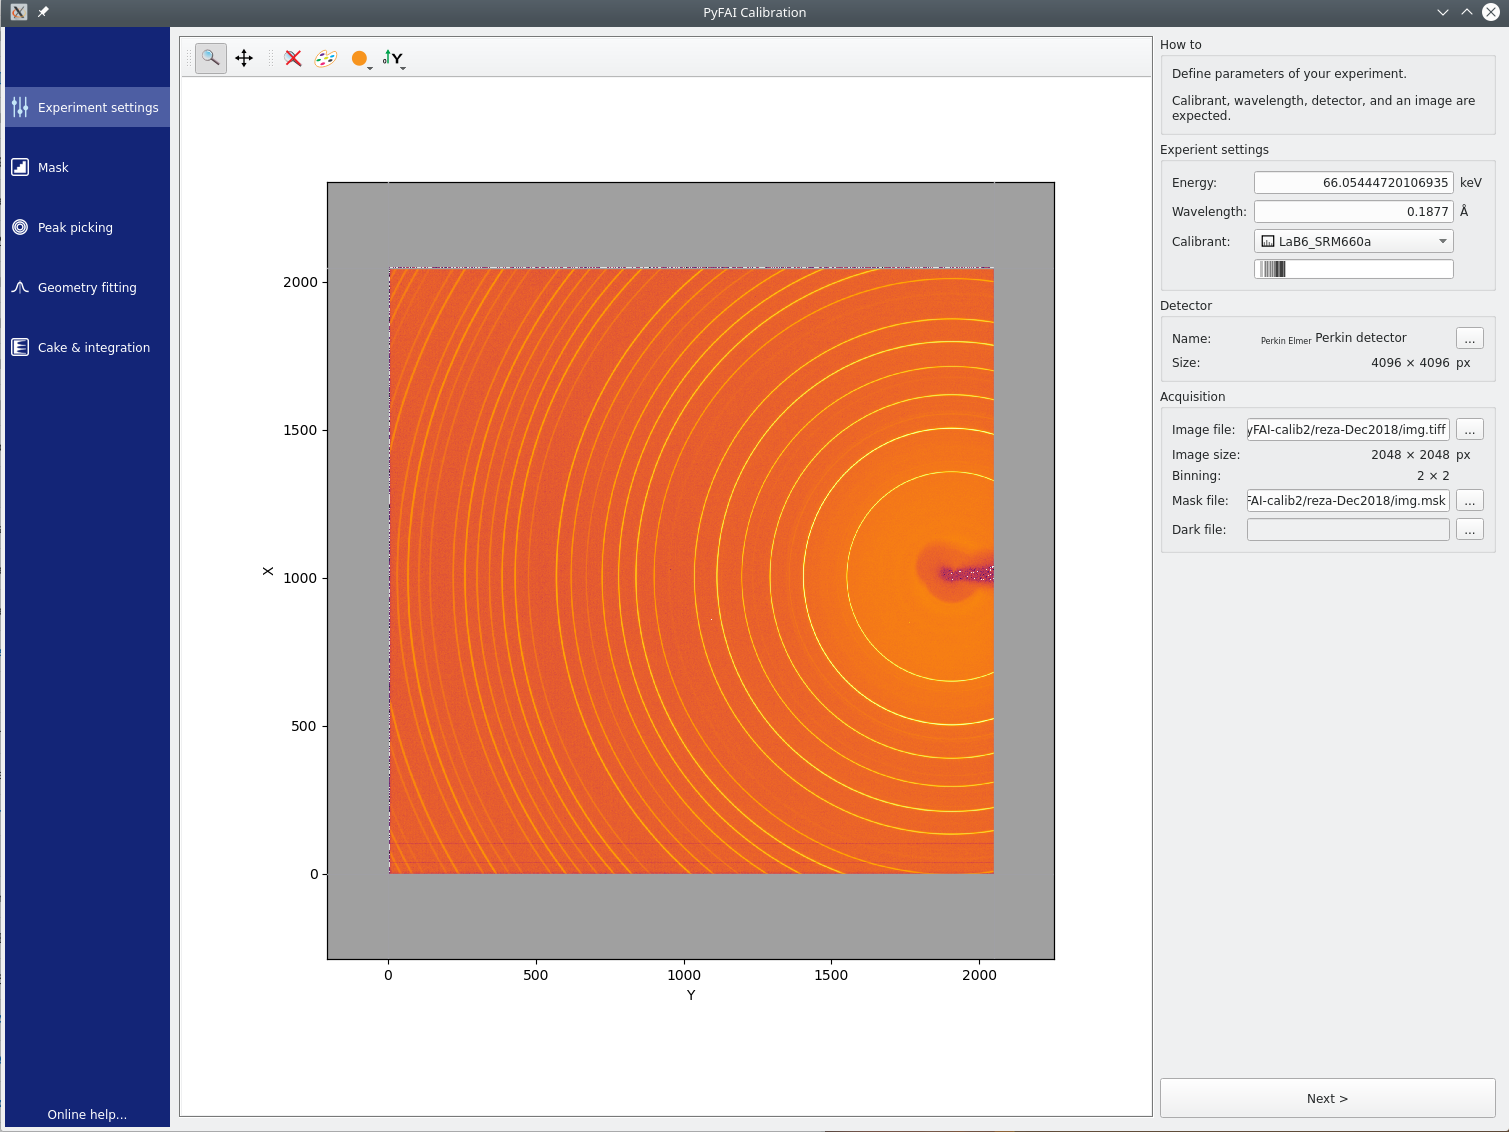 PyFAI Calibration
Experiment settings
Mask
Peak picking
Geometry fitting
Cake & integration
Online help...
Y
2000
1500
1000
500
0
X
0 500 1000 1500 2000
Y
How to
Define parameters of your experiment.
Calibrant, wavelength, detector, and an image are
expected.
Experient settings
Energy: 66.05444720106935 keV
Wavelength: 0.1877 Å
Calibrant: LaB6_SRM660a
Detector
Name: Perkin Elmer Perkin detector ...
Size: 4096 × 4096 px
Acquisition
Image file: yFAI-calib2/reza-Dec2018/img.tiff ...
Image size: 2048 × 2048 px
Binning: 2 × 2
Mask file: FAI-calib2/reza-Dec2018/img.msk ...
Dark file: ...
Next >